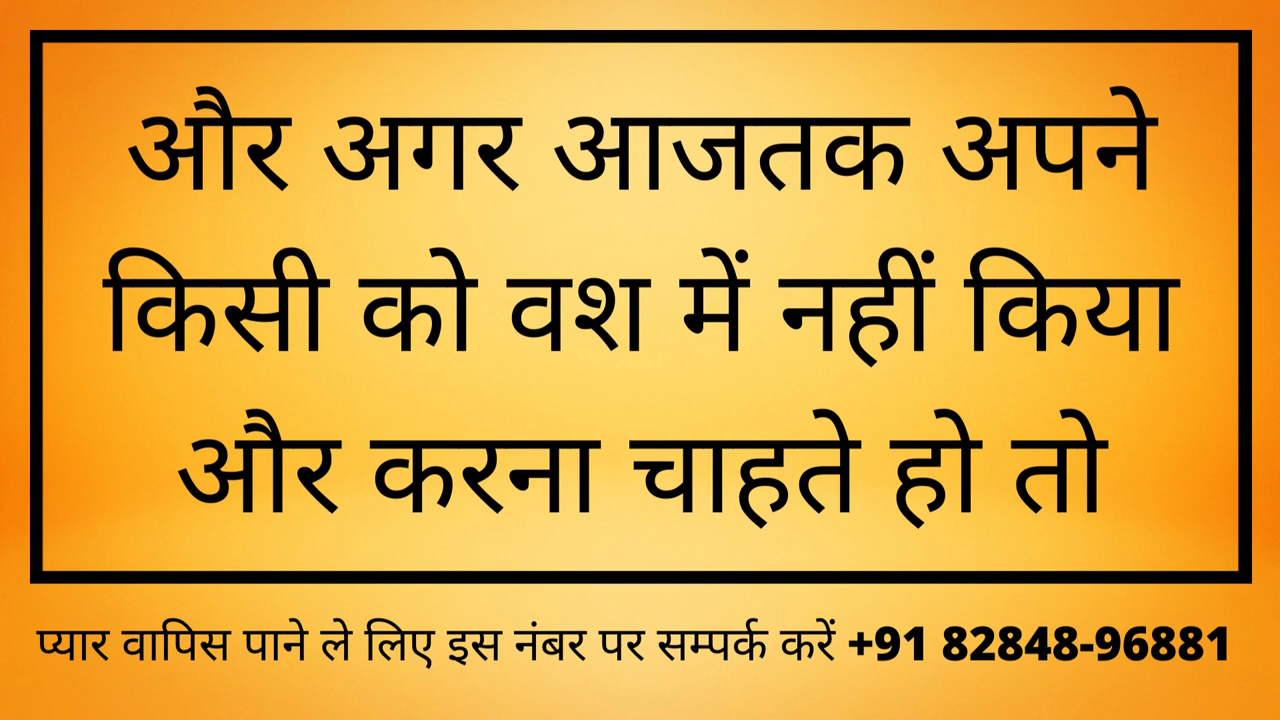 और अगर आजतक अपने
किसी को वश में नहीं किया
और करना चाहते हो तो
प्यार वापिस पाने ले लिए इस नंबर पर सम्पर्क करें +91 82848-96881